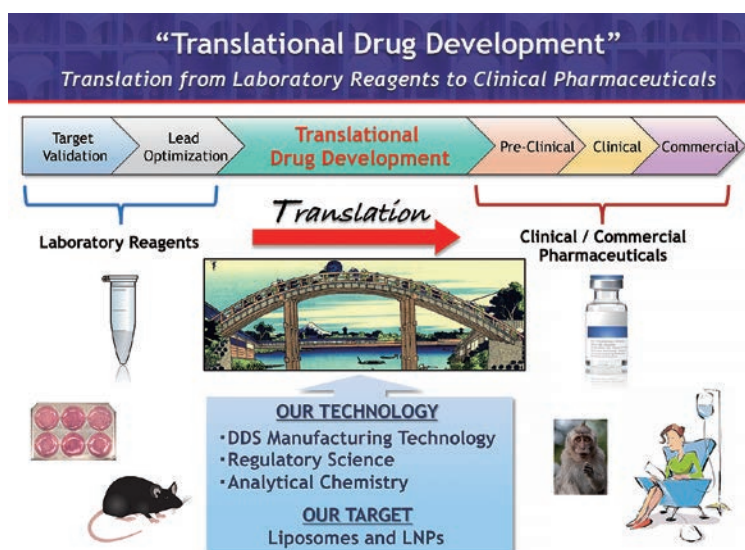 “Translational Drug Development”
Translation from Laboratory Reagents to Clinical Pharmaceuticals
Target
Validation
Lead
Optimization
Translational
Drug Development
Pre-Clinical
Clinical
Commercial
Translation
Laboratory Reagents
Clinical / Commercial
Pharmaceuticals
OUR TECHNOLOGY
・DDS Manufacturing Technology
・Regulatory Science
・Analytical Chemistry
OUR TARGET
Liposomes and LNPs